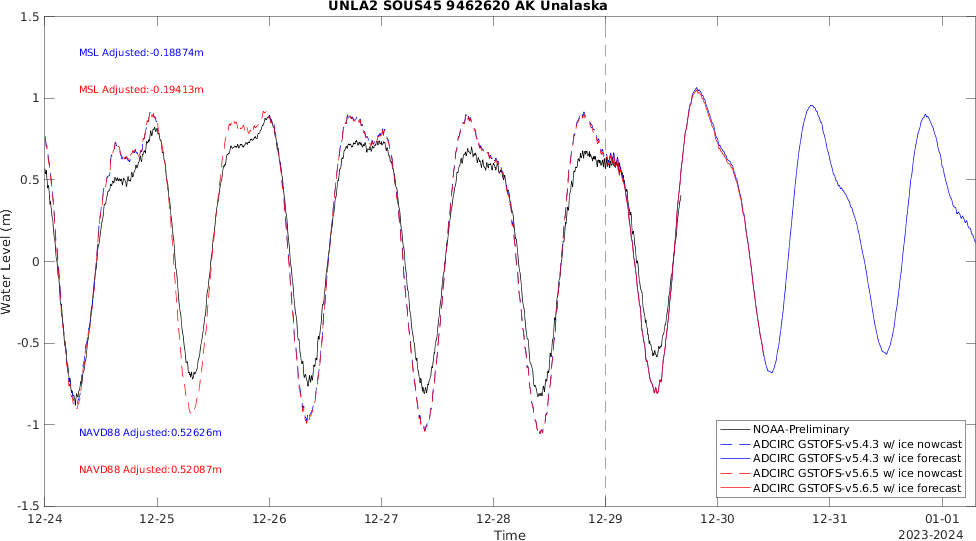 UNLA2 SOUS45 9462620 AK Unalaska
1.5
1
0.5
0
-0.5
-1
-1.5
Water Level (m)
MSL Adjusted:-0.18874m
MSL Adjusted:-0.19413m
NAVD88 Adjusted:0.52626m
NAVD88 Adjusted:0.52087m
NOAA-Preliminary
ADCIRC GSTOFS-v5.4.3 w/ ice nowcast
ADCIRC GSTOFS-v5.4.3 w/ ice forecast
ADCIRC GSTOFS-v5.6.5 w/ ice nowcast
ADCIRC GSTOFS-v5.6.5 w/ ice forecast
12-24 12-25 12-26 12-27 12-28 12-29 12-30 12-31 01-01
Time
2023-2024